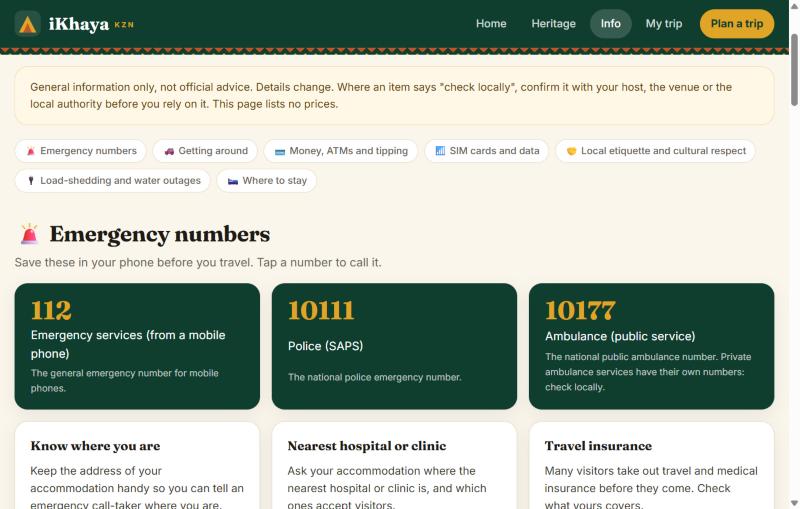 iKhaya KZN
Home Heritage Info My trip Plan a trip
General information only, not official advice. Details change. Where an item says "check locally", confirm it with your host, the venue or the
local authority before you rely on it. This page lists no prices.
Emergency numbers Getting around Money, ATMs and tipping SIM cards and data Local etiquette and cultural respect
Load-shedding and water outages Where to stay
Emergency numbers
Save these in your phone before you travel. Tap a number to call it.
112
Emergency services (from a mobile
phone)
The general emergency number for mobile
phones.
10111
Police (SAPS)
The national police emergency number.
10177
Ambulance (public service)
The national public ambulance number. Private
ambulance services have their own numbers:
check locally.
Know where you are
Keep the address of your
accommodation handy so you can tell an
emergency call-taker where you are.
Nearest hospital or clinic
Ask your accommodation where the
nearest hospital or clinic is, and which
ones accept visitors.
Travel insurance
Many visitors take out travel and medical
insurance before they come. Check
what yours covers.